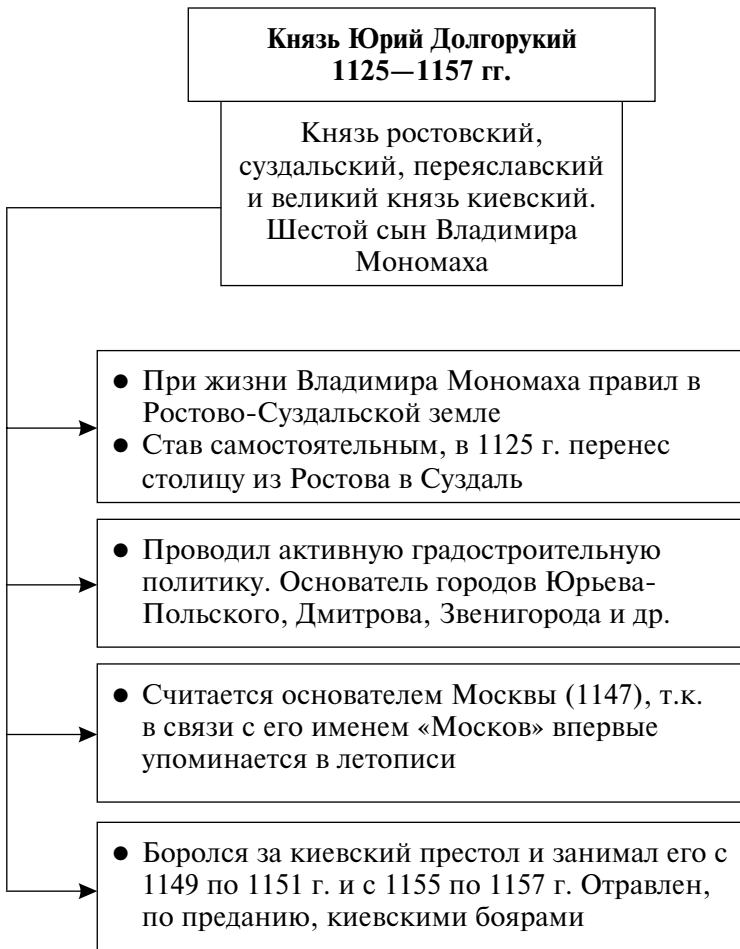 Князь Юрий Долгорукий
1125—1157 гг.
Князь ростовский,
суздальский, переяславский
и великий князь киевский.
Шестой сын Владимира
Мономаха
● При жизни Владимира Мономаха правил в
Ростово-Суздальской земле
● Став самостоятельным, в 1125 г. перенес
столицу из Ростова в Суздаль
● Проводил активную градостроительную
политику. Основатель городов Юрьева-
Польского, Дмитрова, Звенигорода и др.
● Считается основателем Москвы (1147), т.к.
в связи с его именем «Москов» впервые
упоминается в летописи
● Боролся за киевский престол и занимал его с
1149 по 1151 г. и с 1155 по 1157 г. Отравлен,
по преданию, киевскими боярами